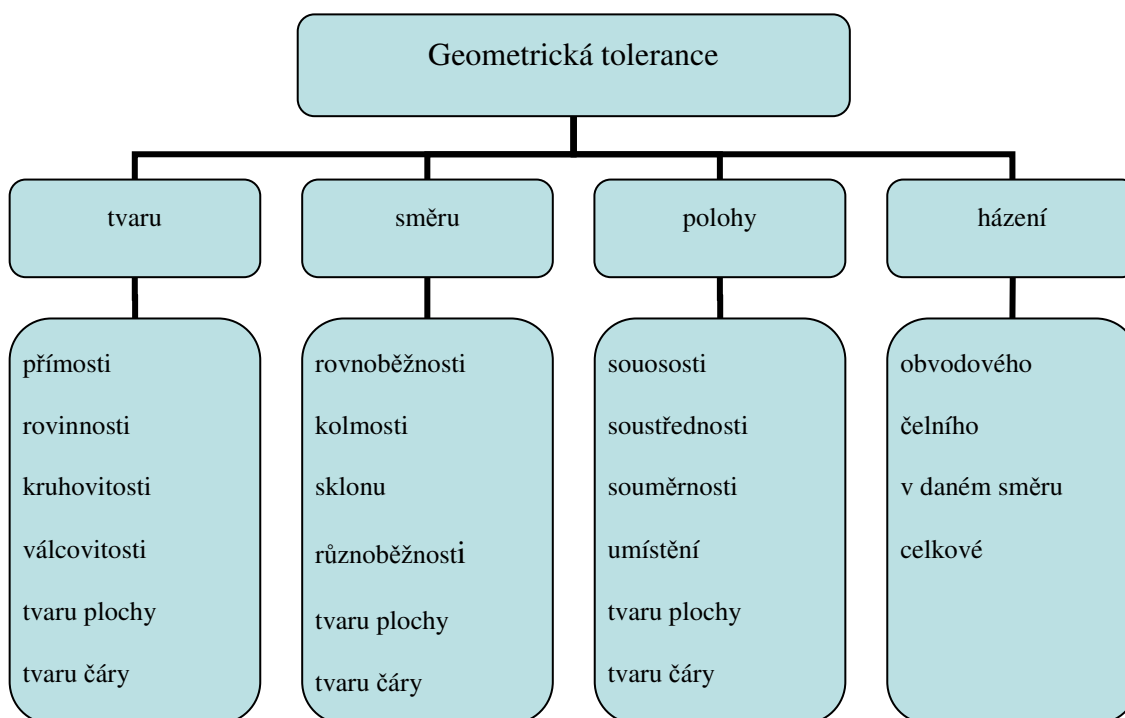 Geometrická tolerance
tvaru
směru
polohy
házení
přímosti
rovinnosti
kruhovitosti
válcovitosti
tvaru plochy
tvaru čáry
rovnoběžnosti
kolmosti
sklonu
různoběžnosti
tvaru plochy
tvaru čáry
souososti
soustřednosti
souměrnosti
umístění
tvaru plochy
tvaru čáry
obvodového
čelního
v daném směru
celkové